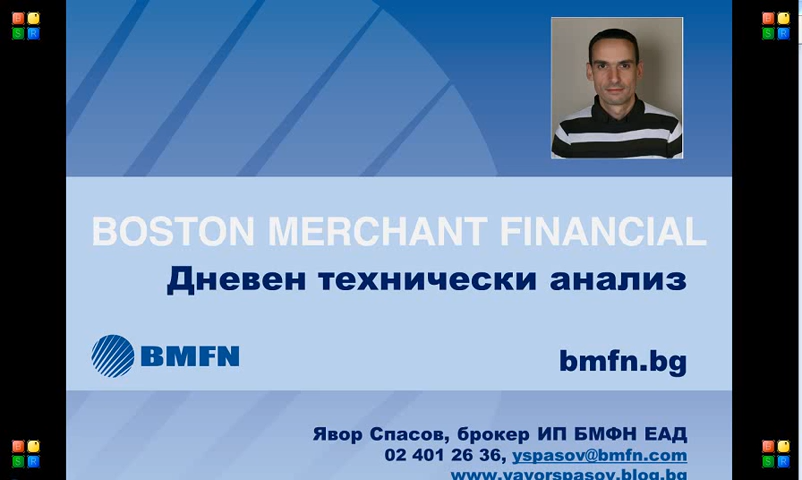 BOSTON MERCHANT FINANCIAL
Дневен технически анализ
BMFN
bmfn.bg
Явор Спасов, брокер ИП БМФН ЕАД
02 401 26 36, yspasov@bmfn.com
www.yavorspasov.blog.bg
B
S R
B
S R
B
S R
B
S R